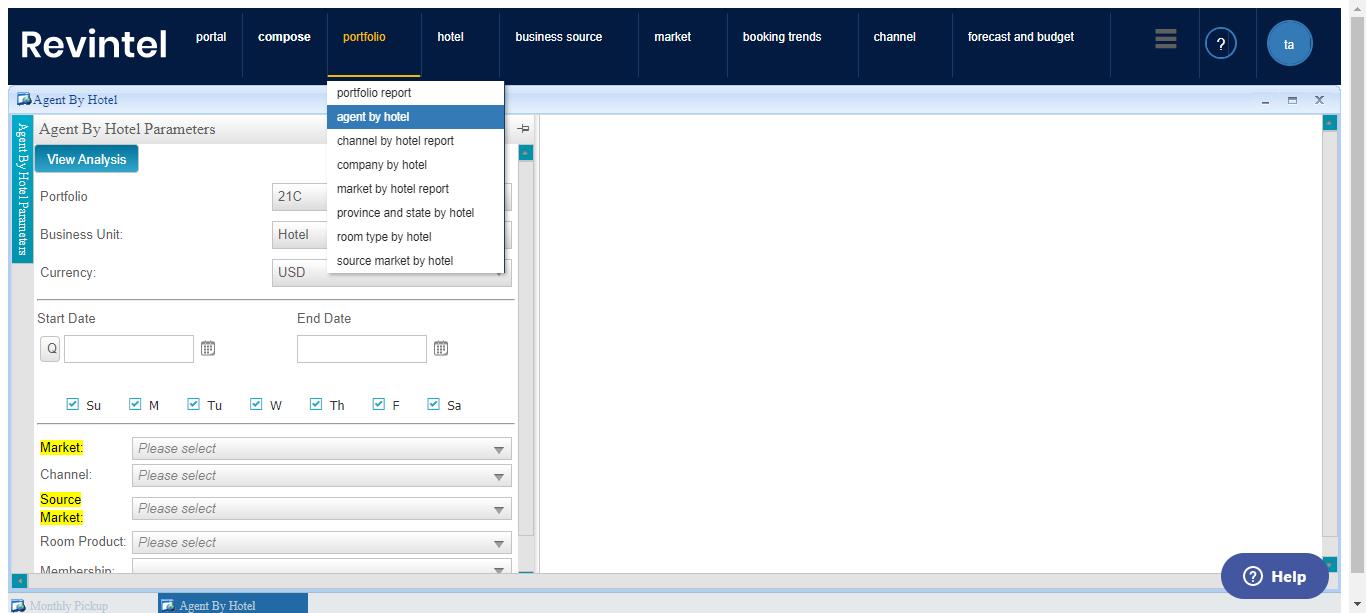 Revintel
portal
compose
portfolio
hotel
business source
market
booking trends
channel
forecast and budget
?
ta
portfolio report
agent by hotel
channel by hotel report
company by hotel
market by hotel report
province and state by hotel
room type by hotel
source market by hotel
Agent By Hotel
Agent By Hotel Parameters
Agent By Hotel Parameters
View Analysis
Portfolio
21C
Business Unit:
Hotel
Currency:
USD
Start Date
End Date
Q
Su
M
Tu
W
Th
F
Sa
Market:
Please select
Channel:
Please select
Source
Market:
Please select
Room Product:
Please select
Membership:
? Help
Monthly Pickup
Agent By Hotel